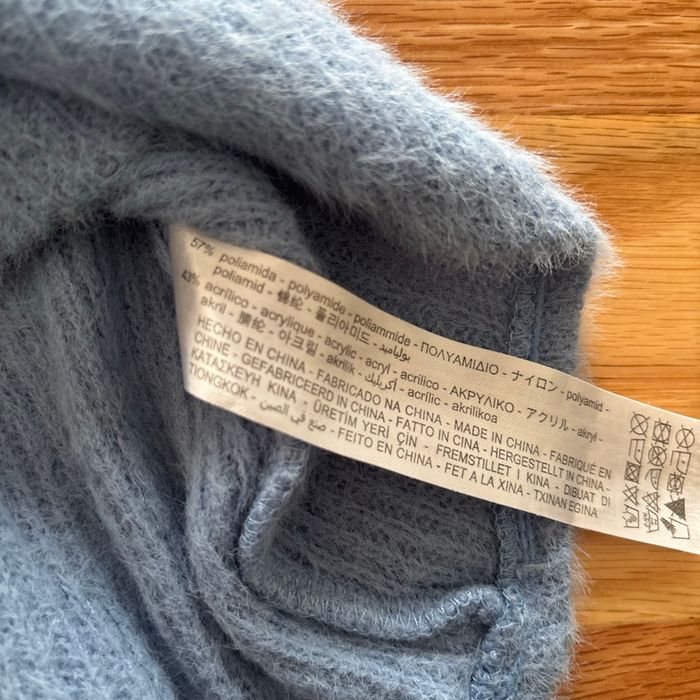 57% poliamida - polyamide - poliammide - ΠΟΛΥΑΜΙΔΙΟ - ナイロン - polyamid -
poliamid - 锦纶 - 폴리아미드 - بولياميد
43% acrílico - acrylique - acrylic - acryl - acrilico - ΑΚΡΥΛΙΚΟ - アクリル - akryl -
akril - 腈纶 - 아크릴 - akrilik - أكريليك - acrílic - akrilikoa
HECHO EN CHINA - FABRICADO NA CHINA - MADE IN CHINA - FABRIQUÉ EN
CHINE - GEFABRICEERD IN CHINA - FATTO IN CINA - HERGESTELLT IN CHINA -
ΚΑΤΑΣΚΕΥΗ ΚΙΝΑ - ÜRETİM YERİ ÇİN - FREMSTILLET I KINA - DIBUAT DI
TIONGKOK - صنع في الصين - FEITO EN CHINA - FET A LA XINA - TXINAN EGINA